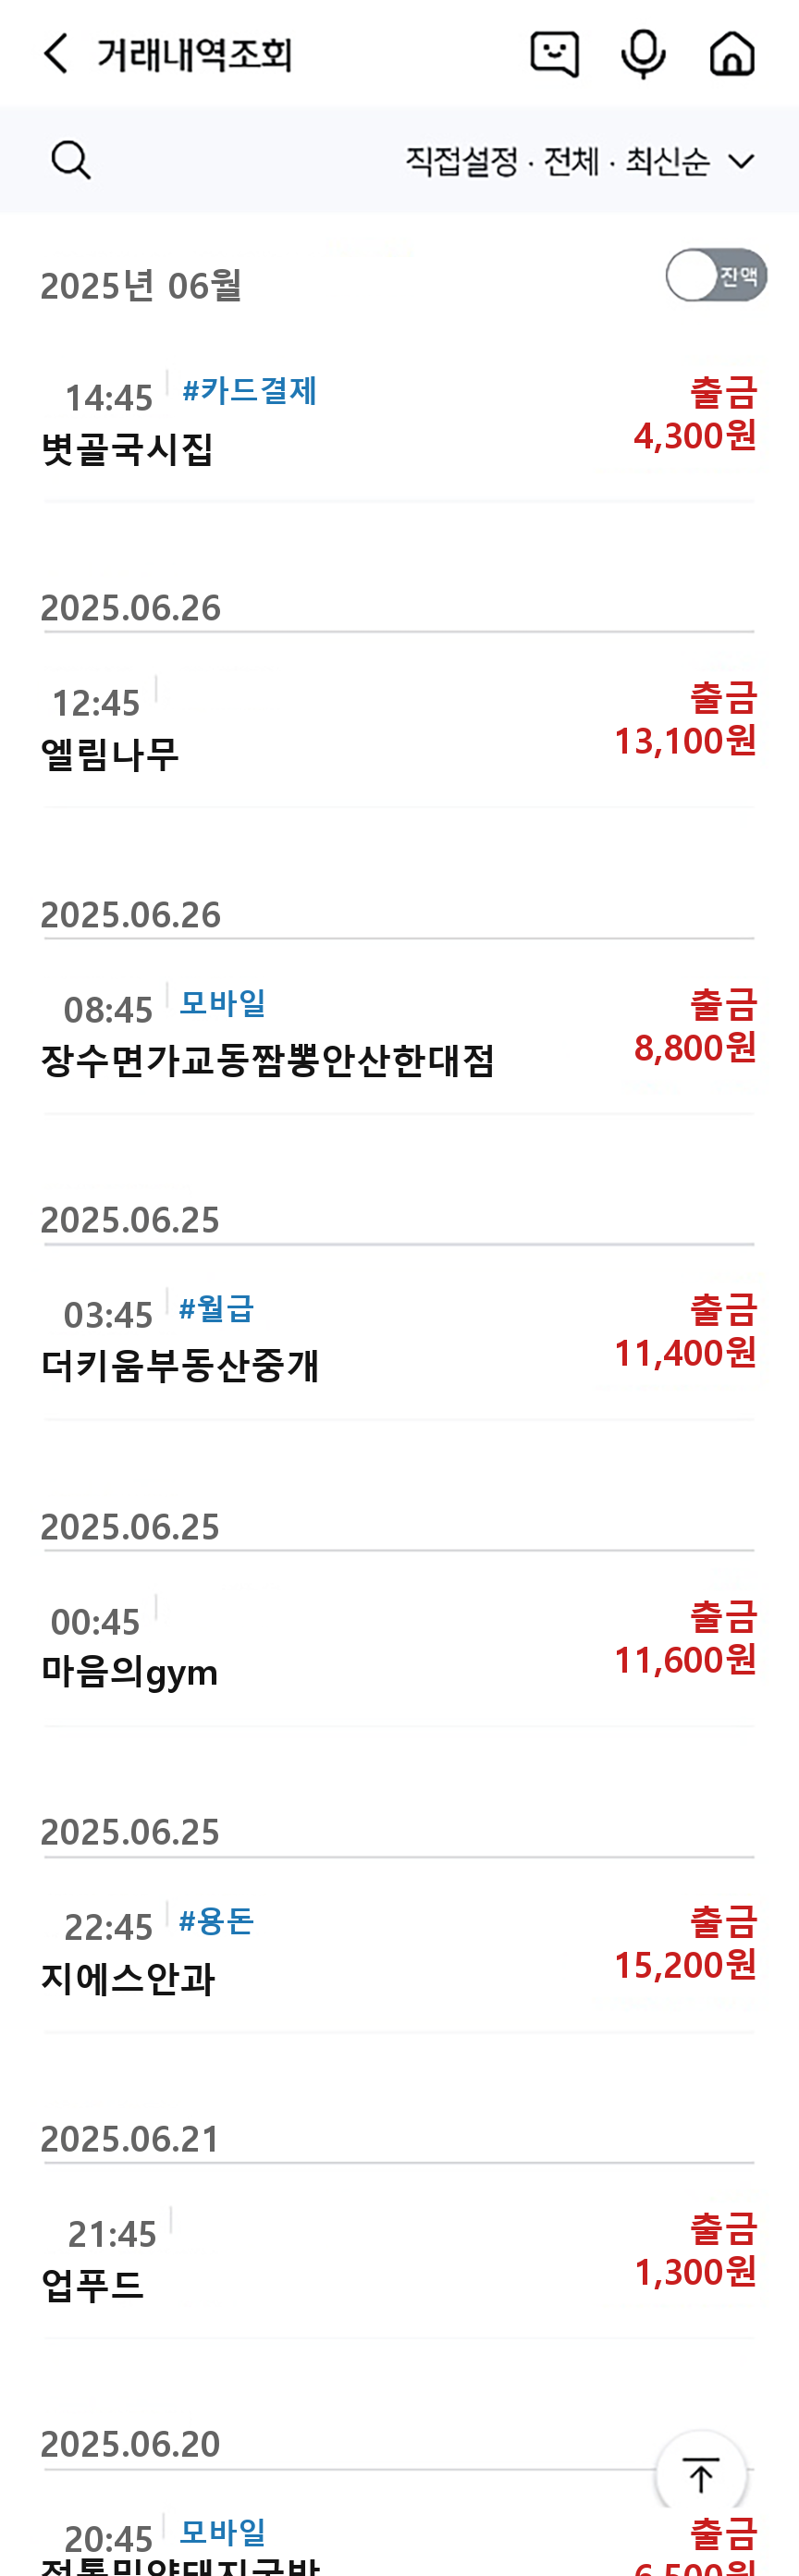 거래내역조회
직접설정 · 전체 · 최신순
2025년 06월
잔액
14:45 #카드결제 출금
볏골국시집 4,300원
2025.06.26
12:45 출금
엘림나무 13,100원
2025.06.26
08:45 모바일 출금
장수면가교동짬뽕안산한대점 8,800원
2025.06.25
03:45 #월급 출금
더키움부동산중개 11,400원
2025.06.25
00:45 출금
마음의gym 11,600원
2025.06.25
22:45 #용돈 출금
지에스안과 15,200원
2025.06.21
21:45 출금
업푸드 1,300원
2025.06.20
20:45 모바일 출금
6,500원